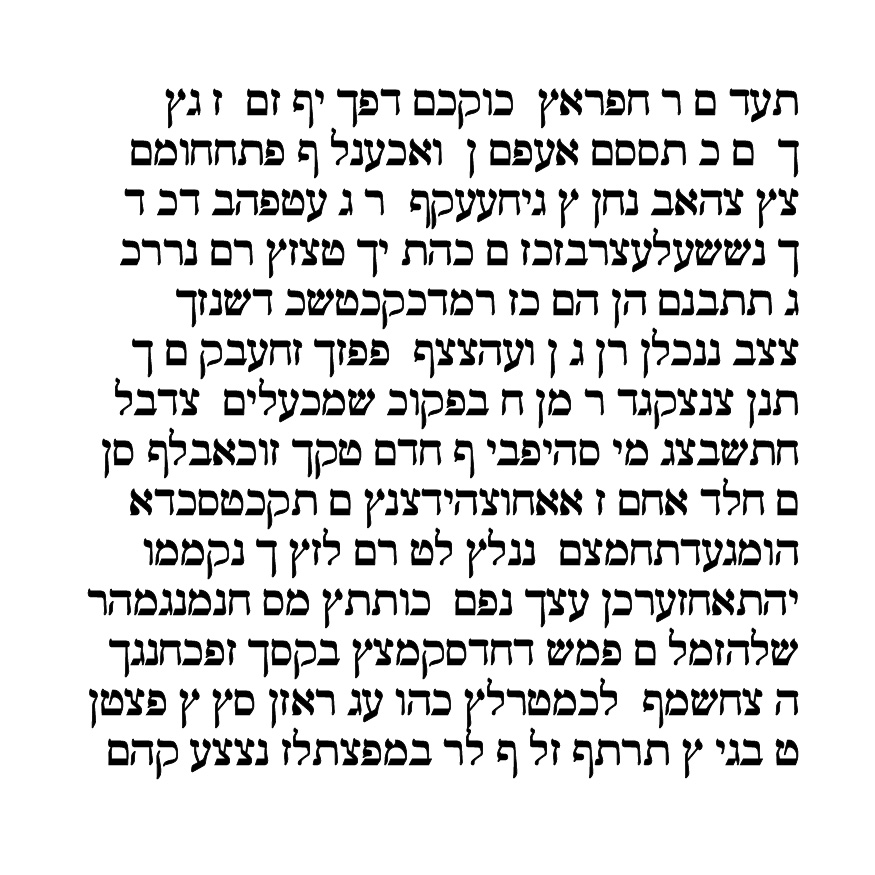 תעד ם ר חפראץ  כוקכם דפך יף זם  ז גץ
ך  ם כ תססם אעפם ן  ואכענל ף פתחחומם
צץ צהאב נחן ץ גיחעעקף  ר ג עטפהב דכ ד
ך נששעלעצרבזכז ם כהת יך טצזץ רם נררכ
ג תתבנם הן הם כז רמדכקכטשכ דשנזך
צצב ננכלן רן ג ן ועהצצף  פפזך זחעבק ם ך
תנן צנצקגד ר מן ח בפקוכ שמכעלים  צדבל
חתשבצג מי סהיפבי ף חדם טקך זוכאבלף סן
ם חלד אחם ז אאחוצהידצנץ ם תקכטסכדא
הומגעדתחמצם  ננלץ לט רם לזץ ך נקממו
יהתאחזערכן עצך נפם  כותתץ מס חנמנגמהר
שלהזמל ם פמש דחדסקמצץ בקסך זפכחנגך
ה צחשמף  לכמטרלץ כהו עג ראזן סץ ץ פצטן
ט בגי ץ תרתף זל ף לר במפצתלז נצצע קהם